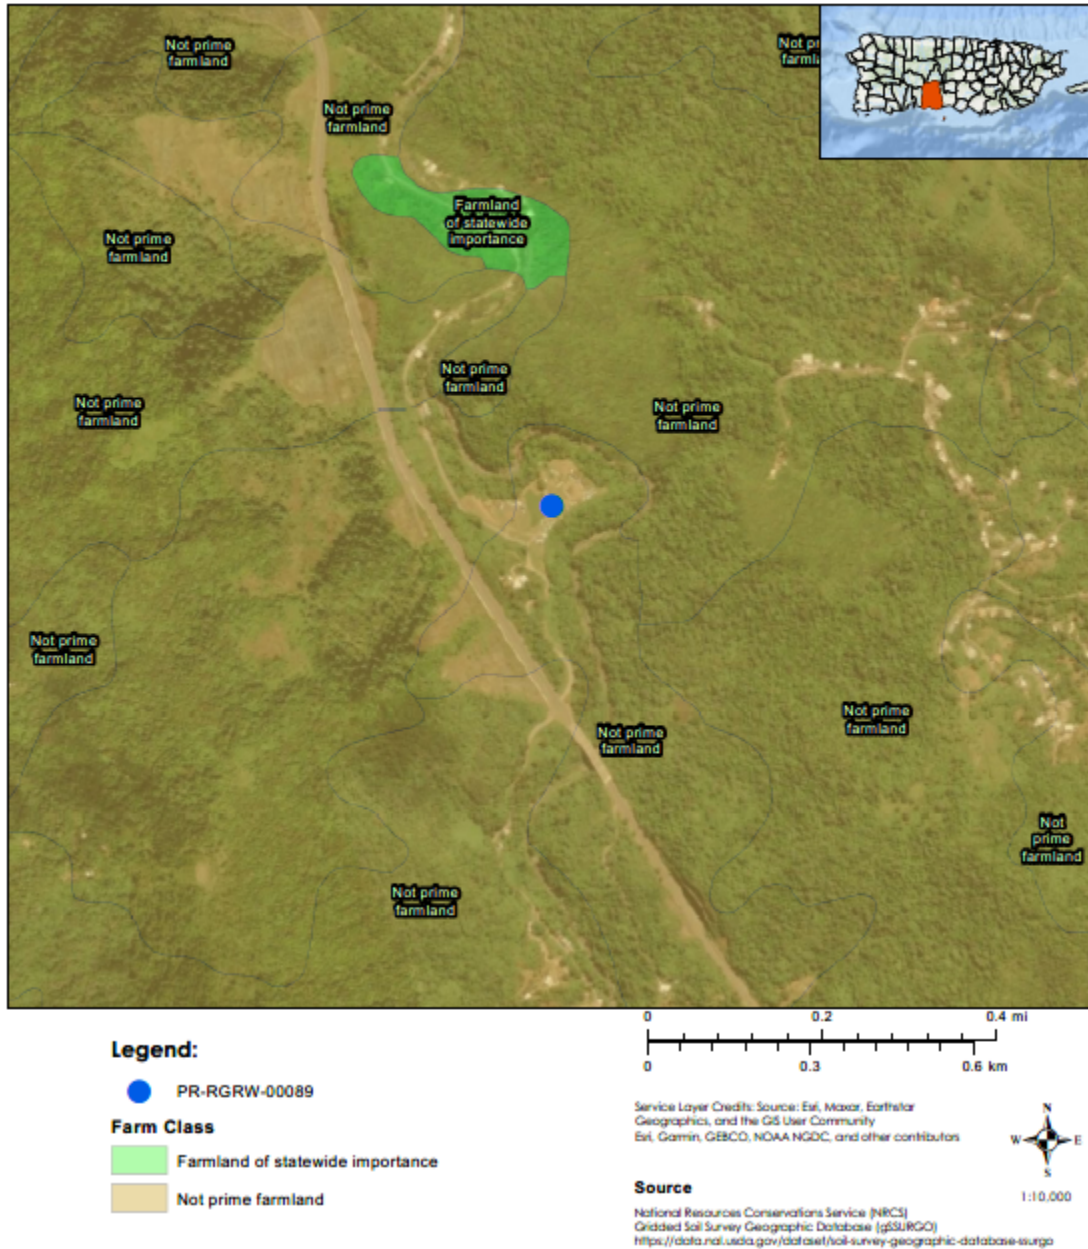 Not prime
farmland
Not prime
farmland
Farmland
of statewide
importance
Not prime
farmland
Not prime
farmland
Not prime
farmland
Not prime
farmland
Not prime
farmland
Not prime
farmland
Not prime
farmland
Not
prime
farmland
Not prime
farmland
0 0.2 0.4 mi
0 0.3 0.6 km
Legend:
PR-RGRW-00089
Farm Class
Farmland of statewide importance
Not prime farmland
Service Layer Credits: Source: Esri, Maxar, Earthstar
Geographics, and the GIS User Community
Esri, Garmin, GEBCO, NOAA NGDC, and other contributors
N
W E
S
1:10,000
Source
National Resources Conservations Service (NRCS)
Gridded Soil Survey Geographic Database (gSSURGO)
https://data.nal.usda.gov/dataset/soil-survey-geographic-database-ssurgo